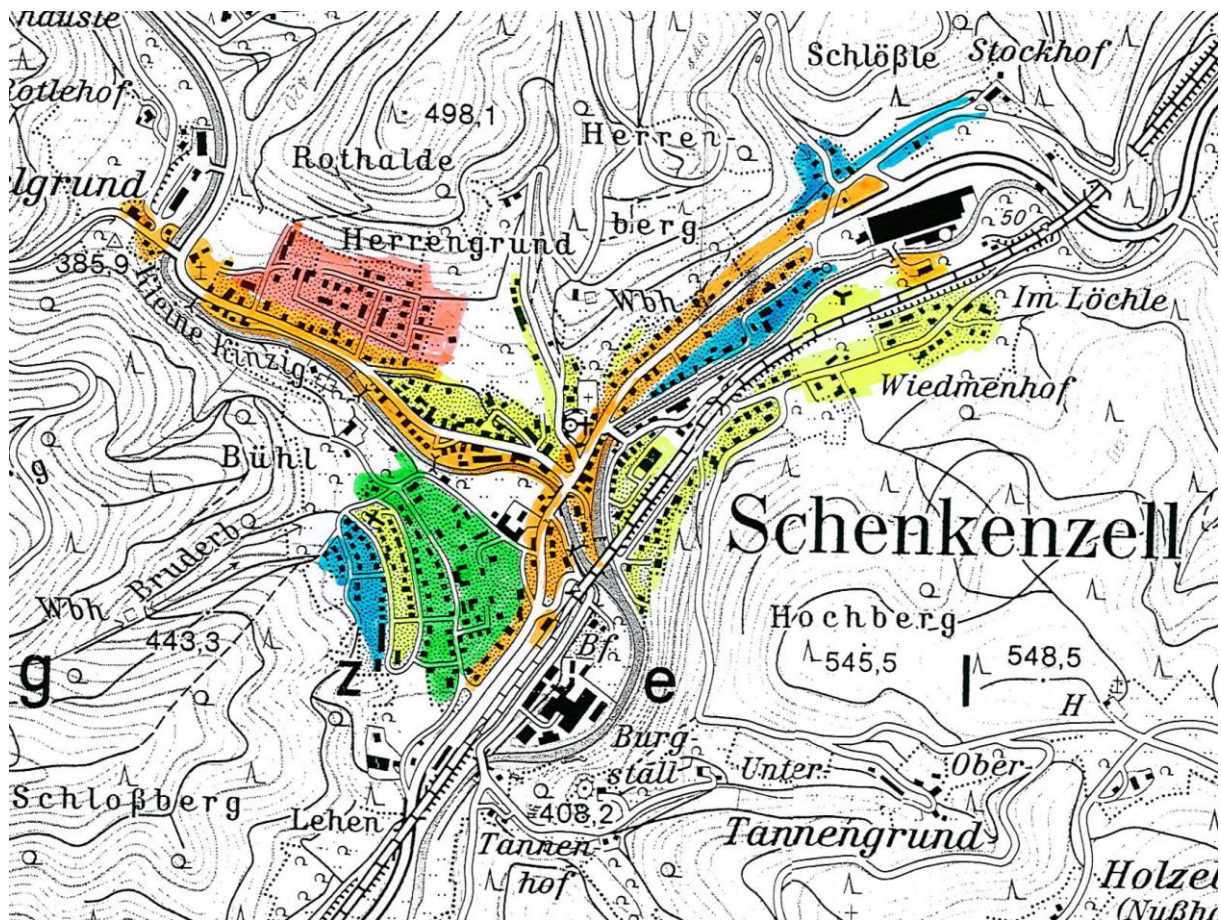 Schlößle
Stockhof
498,1
Herren-
berg
Rothalde
lgrund
Herrengrund
385,9
Kleine Kinzig
Wbh
50
Im Löchle
Wiedmenhof
Bühl
g
Schenkenzell
Bruderb
Wbh
443,3
g
z
e
l
Bf.
Hochberg
545,5
548,5
H
Burg-
stall
Unter-
Ober-
Tannengrund
Schloßberg
Lehen
408,2
Tannen
hof
Holzel
(Nußh